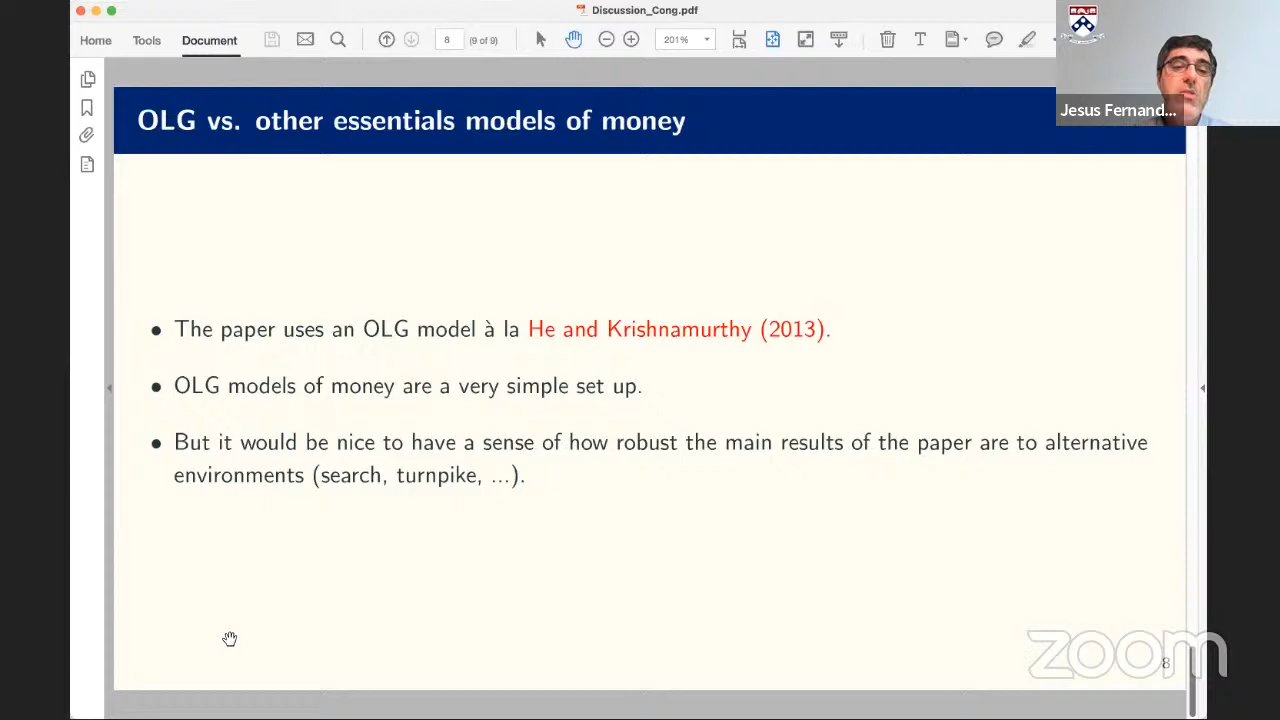 Discussion_Cong.pdf
Home Tools Document 8 (9 of 9) 201%
Jesus Fernand...
OLG vs. other essentials models of money
• The paper uses an OLG model à la He and Krishnamurthy (2013).
• OLG models of money are a very simple set up.
• But it would be nice to have a sense of how robust the main results of the paper are to alternative
environments (search, turnpike, ...).
zoom
8